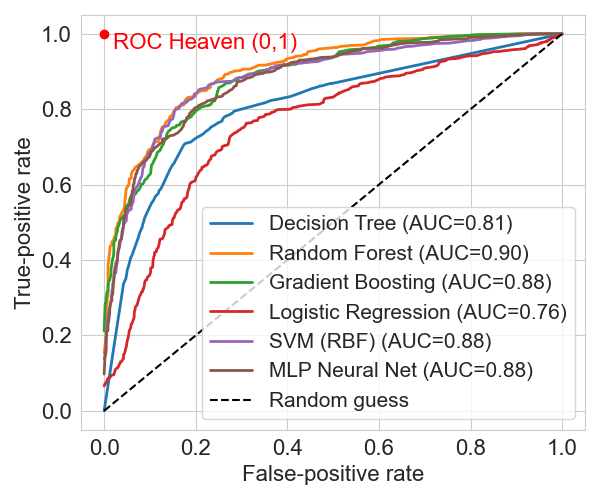 ROC Heaven (0,1)
True-positive rate
1.0
0.8
0.6
0.4
0.2
0.0
Decision Tree (AUC=0.81)
Random Forest (AUC=0.90)
Gradient Boosting (AUC=0.88)
Logistic Regression (AUC=0.76)
SVM (RBF) (AUC=0.88)
MLP Neural Net (AUC=0.88)
Random guess
0.0 0.2 0.4 0.6 0.8 1.0
False-positive rate